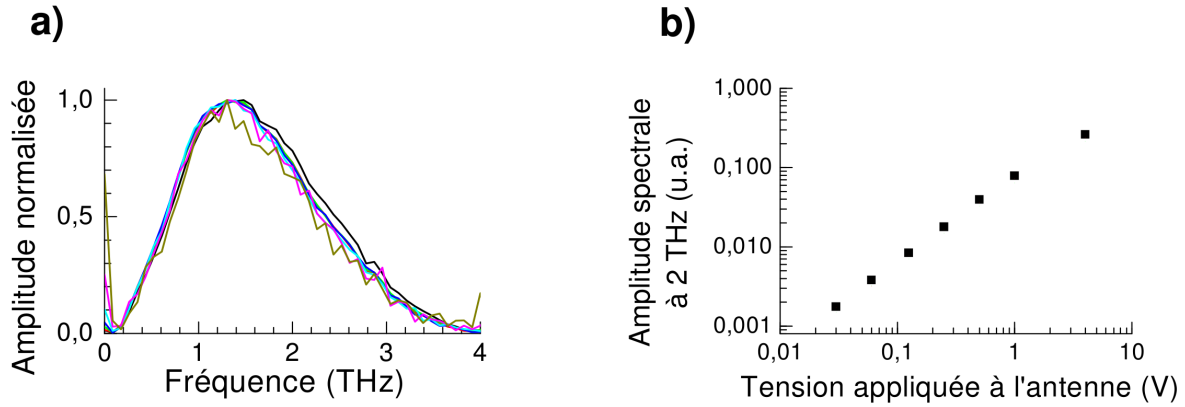 a)
Amplitude normalisée
1,0
0,5
0,0
0
1
2
3
4
Fréquence (THz)
b)
Amplitude spectrale
à 2 THz (u.a.)
1,000
0,100
0,010
0,001
0,01
0,1
1
10
Tension appliquée à l'antenne (V)